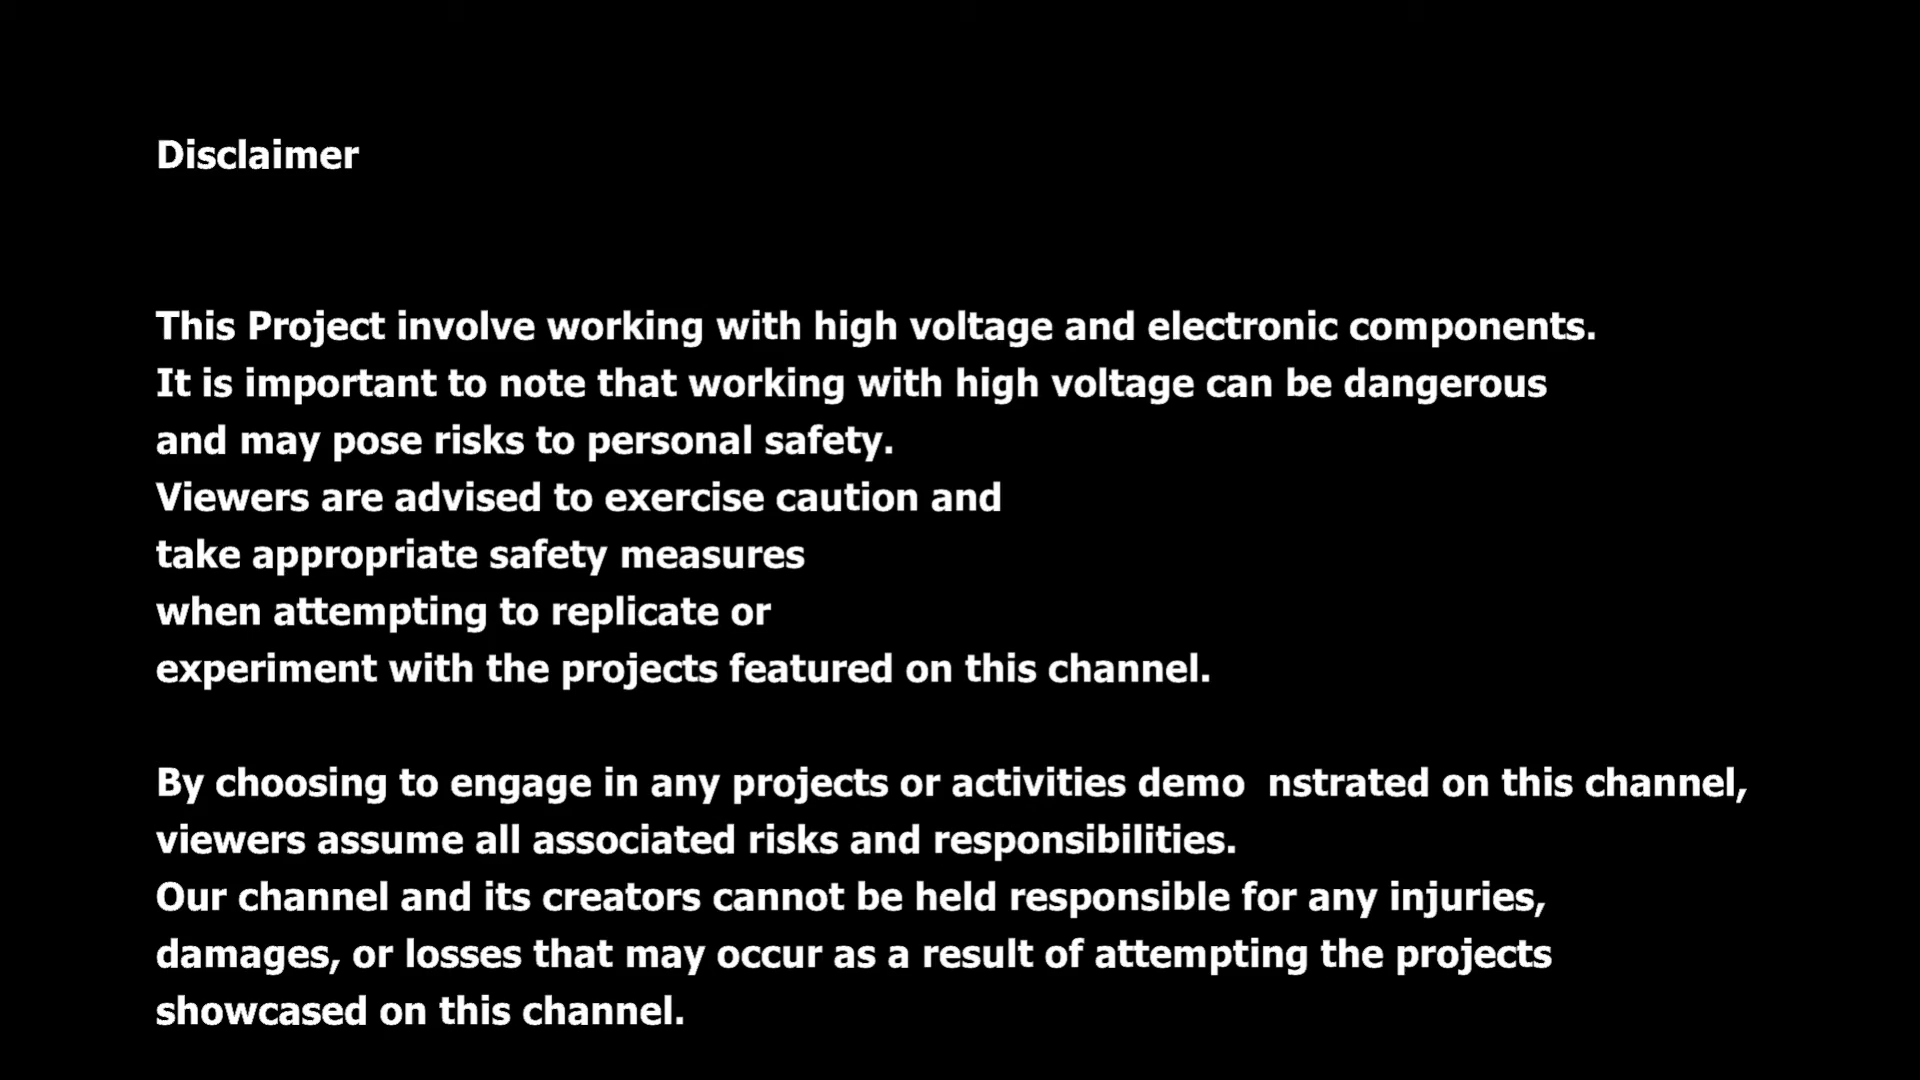 Disclaimer
This Project involve working with high voltage and electronic components.
It is important to note that working with high voltage can be dangerous
and may pose risks to personal safety.
Viewers are advised to exercise caution and
take appropriate safety measures
when attempting to replicate or
experiment with the projects featured on this channel.
By choosing to engage in any projects or activities demo  nstrated on this channel,
viewers assume all associated risks and responsibilities.
Our channel and its creators cannot be held responsible for any injuries,
damages, or losses that may occur as a result of attempting the projects
showcased on this channel.